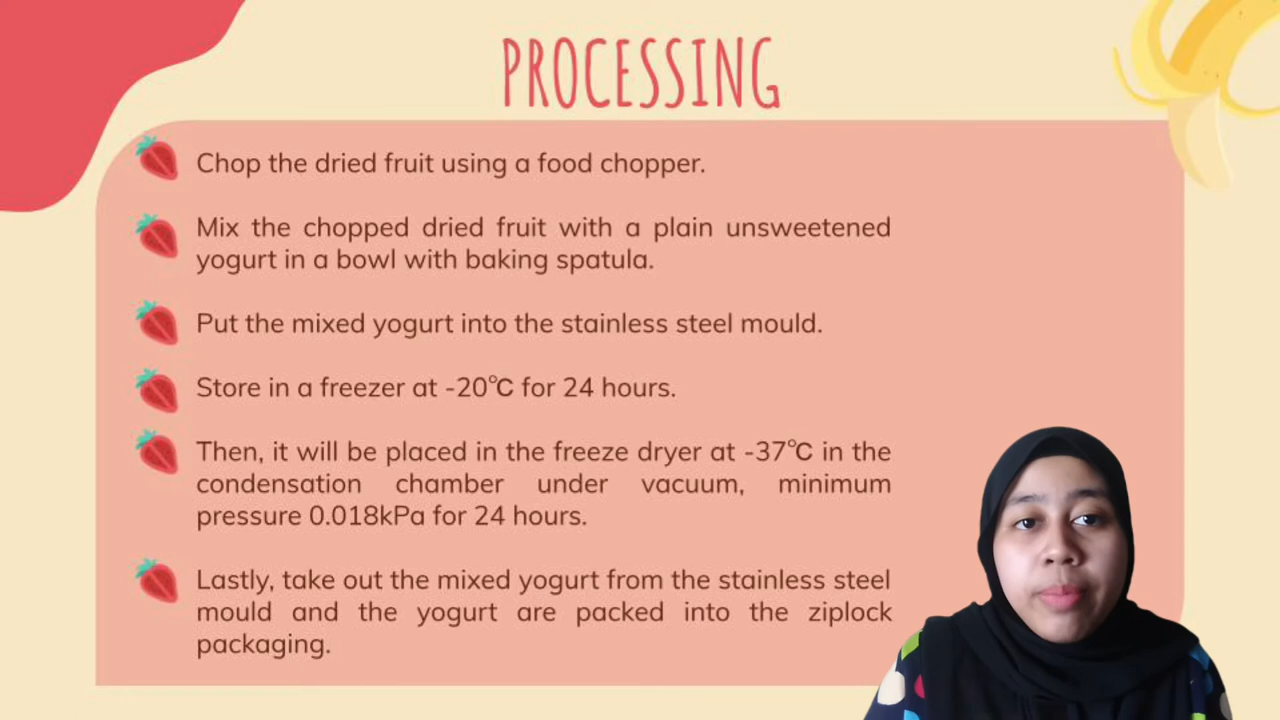 PROCESSING
Chop the dried fruit using a food chopper.
Mix the chopped dried fruit with a plain unsweetened
yogurt in a bowl with baking spatula.
Put the mixed yogurt into the stainless steel mould.
Store in a freezer at -20℃ for 24 hours.
Then, it will be placed in the freeze dryer at -37℃ in the
condensation chamber under vacuum, minimum
pressure 0.018kPa for 24 hours.
Lastly, take out the mixed yogurt from the stainless steel
mould and the yogurt are packed into the ziplock
packaging.